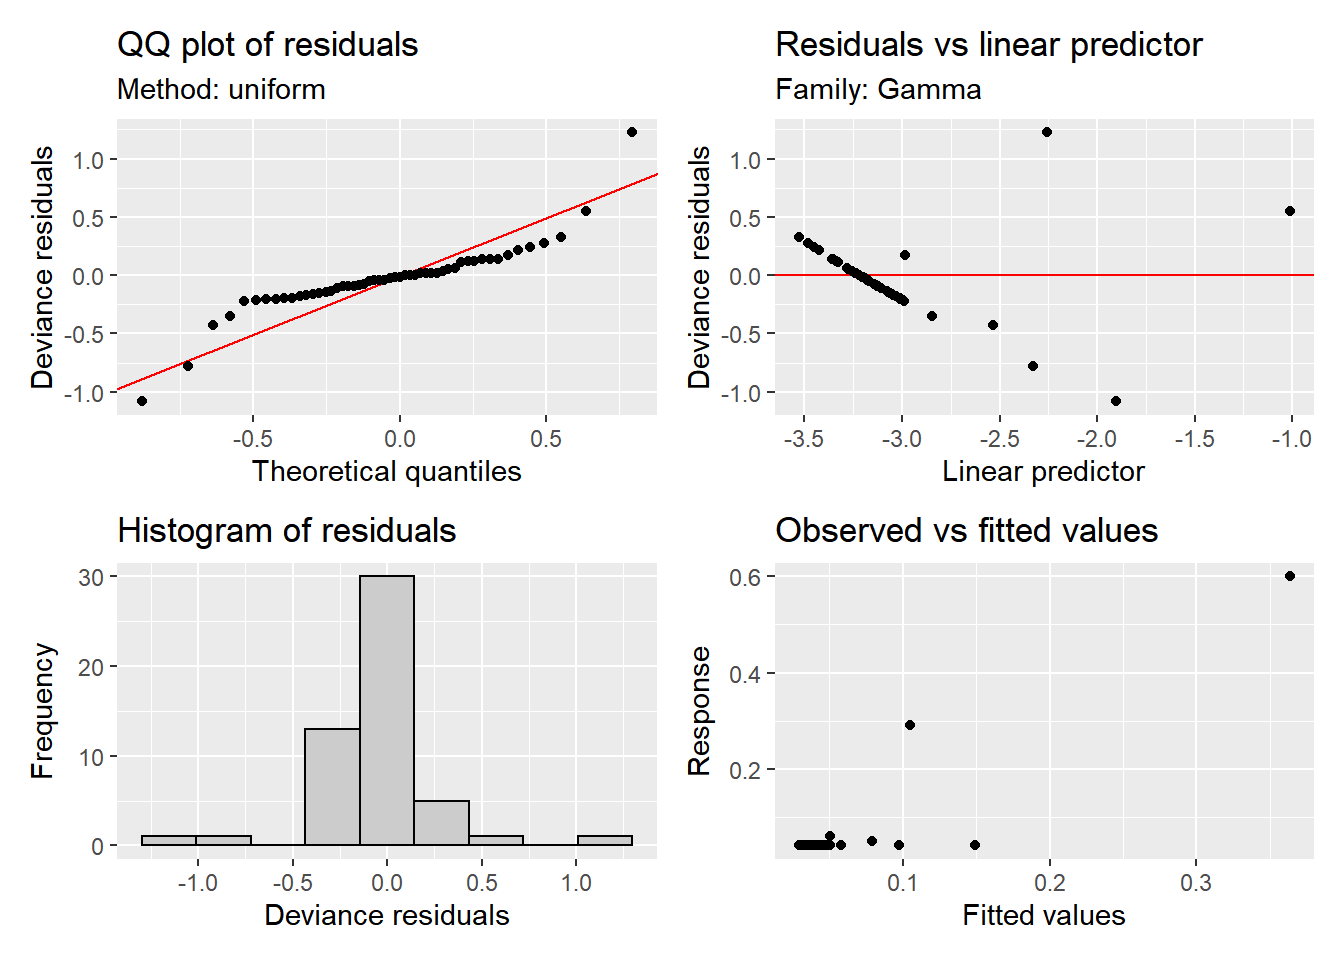 QQ plot of residuals
Method: uniform
Deviance residuals
1.0
0.5
0.0
-0.5
-1.0
-0.5
0.0
0.5
Theoretical quantiles
Residuals vs linear predictor
Family: Gamma
Deviance residuals
1.0
0.5
0.0
-0.5
-1.0
-3.5
-3.0
-2.5
-2.0
-1.5
-1.0
Linear predictor
Histogram of residuals
Frequency
30
20
10
0
-1.0
-0.5
0.0
0.5
1.0
Deviance residuals
Observed vs fitted values
Response
0.6
0.4
0.2
0.1
0.2
0.3
Fitted values